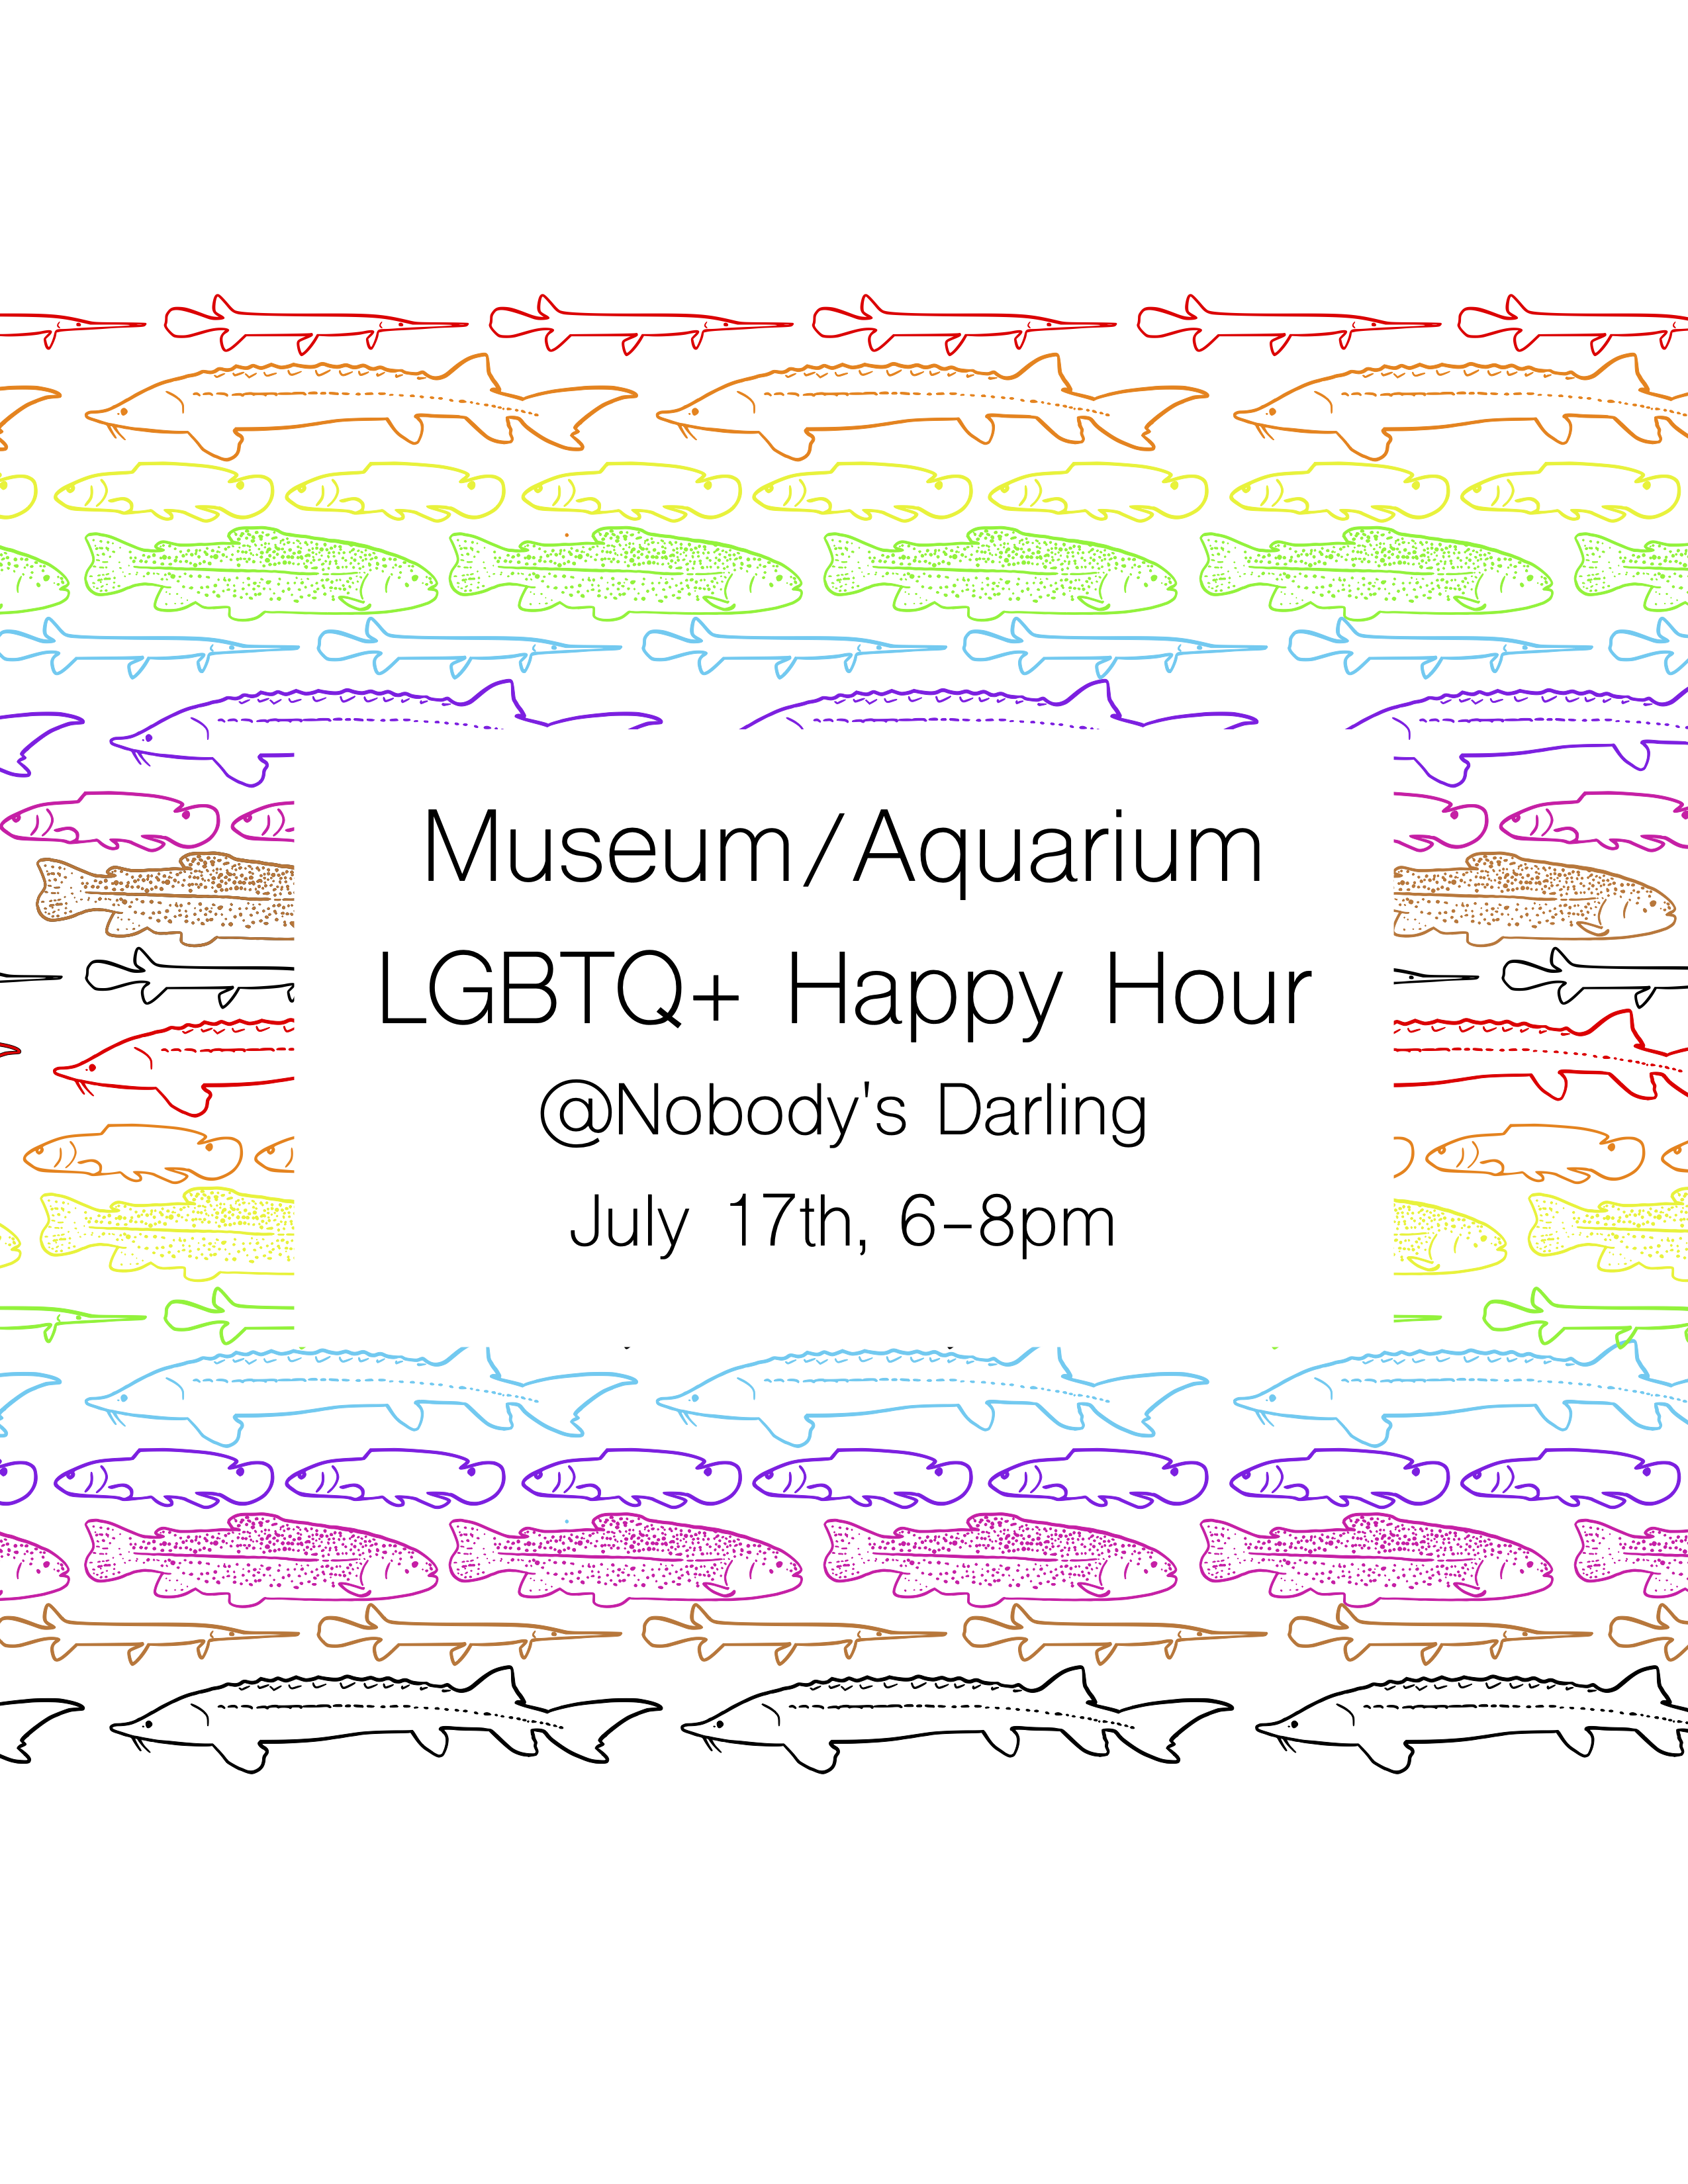 Museum/Aquarium
LGBTQ+ Happy Hour
@Nobody's Darling
July 17th, 6-8pm